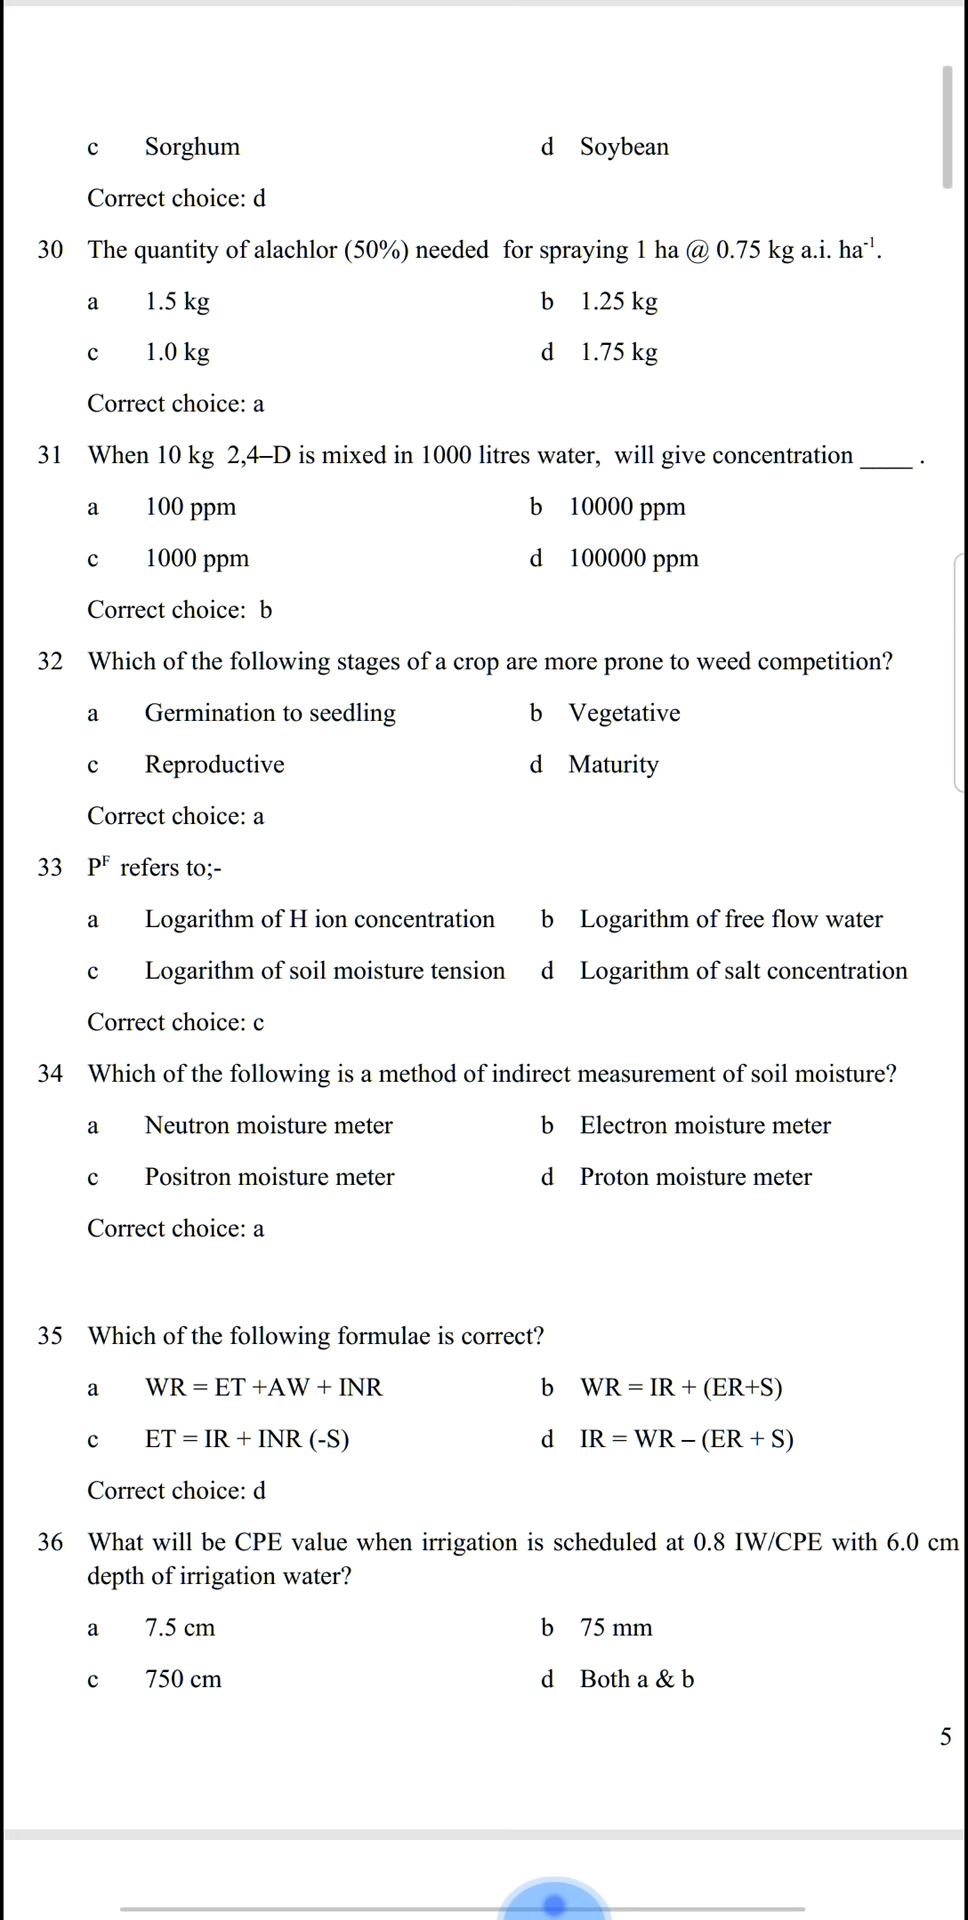 c Sorghum d Soybean
Correct choice: d
30 The quantity of alachlor (50%) needed for spraying 1 ha @ 0.75 kg a.i. ha⁻¹.
a 1.5 kg b 1.25 kg
c 1.0 kg d 1.75 kg
Correct choice: a
31 When 10 kg 2,4–D is mixed in 1000 litres water, will give concentration ____ .
a 100 ppm b 10000 ppm
c 1000 ppm d 100000 ppm
Correct choice: b
32 Which of the following stages of a crop are more prone to weed competition?
a Germination to seedling b Vegetative
c Reproductive d Maturity
Correct choice: a
33 Pᶠ refers to;-
a Logarithm of H ion concentration b Logarithm of free flow water
c Logarithm of soil moisture tension d Logarithm of salt concentration
Correct choice: c
34 Which of the following is a method of indirect measurement of soil moisture?
a Neutron moisture meter b Electron moisture meter
c Positron moisture meter d Proton moisture meter
Correct choice: a
35 Which of the following formulae is correct?
a WR = ET +AW + INR b WR = IR + (ER+S)
c ET = IR + INR (-S) d IR = WR – (ER + S)
Correct choice: d
36 What will be CPE value when irrigation is scheduled at 0.8 IW/CPE with 6.0 cm
depth of irrigation water?
a 7.5 cm b 75 mm
c 750 cm d Both a & b
5